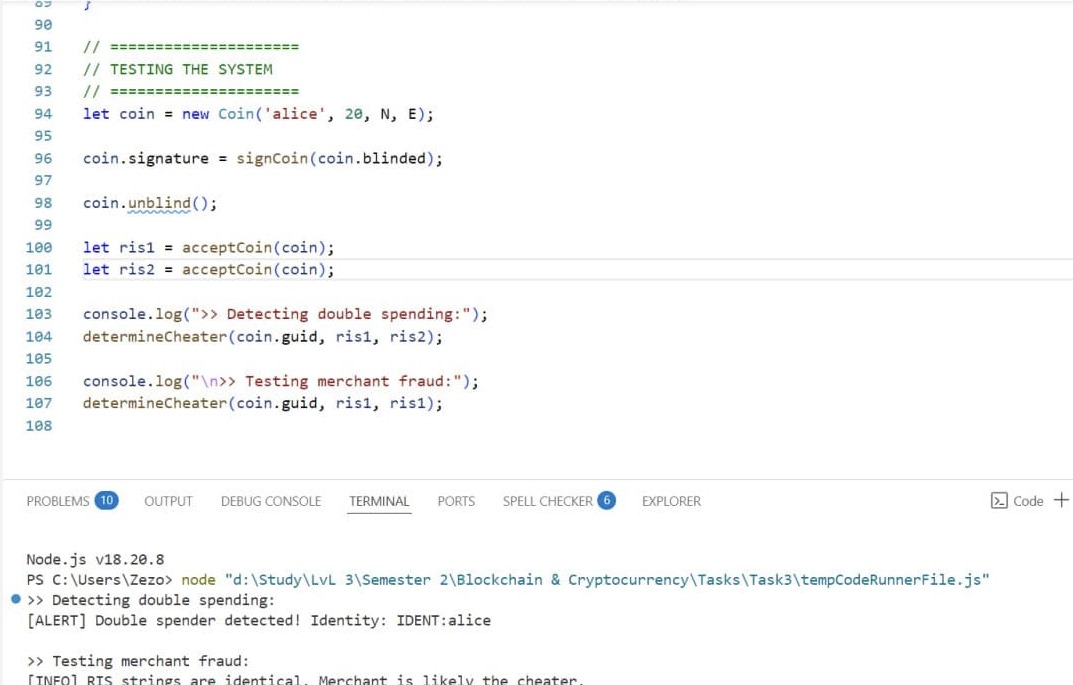 89 }
90
91 // =====================
92 // TESTING THE SYSTEM
93 // =====================
94 let coin = new Coin('alice', 20, N, E);
95
96 coin.signature = signCoin(coin.blinded);
97
98 coin.unblind();
99
100 let ris1 = acceptCoin(coin);
101 let ris2 = acceptCoin(coin);
102
103 console.log(">> Detecting double spending:");
104 determineCheater(coin.guid, ris1, ris2);
105
106 console.log("\n>> Testing merchant fraud:");
107 determineCheater(coin.guid, ris1, ris1);
108
PROBLEMS 10 OUTPUT DEBUG CONSOLE TERMINAL PORTS SPELL CHECKER 6 EXPLORER Code
Node.js v18.20.8
PS C:\Users\Zezo> node "d:\Study\LvL 3\Semester 2\Blockchain & Cryptocurrency\Tasks\Task3\tempCodeRunnerFile.js"
>> Detecting double spending:
[ALERT] Double spender detected! Identity: IDENT:alice
>> Testing merchant fraud:
[INFO] RIS strings are identical. Merchant is likely the cheater.